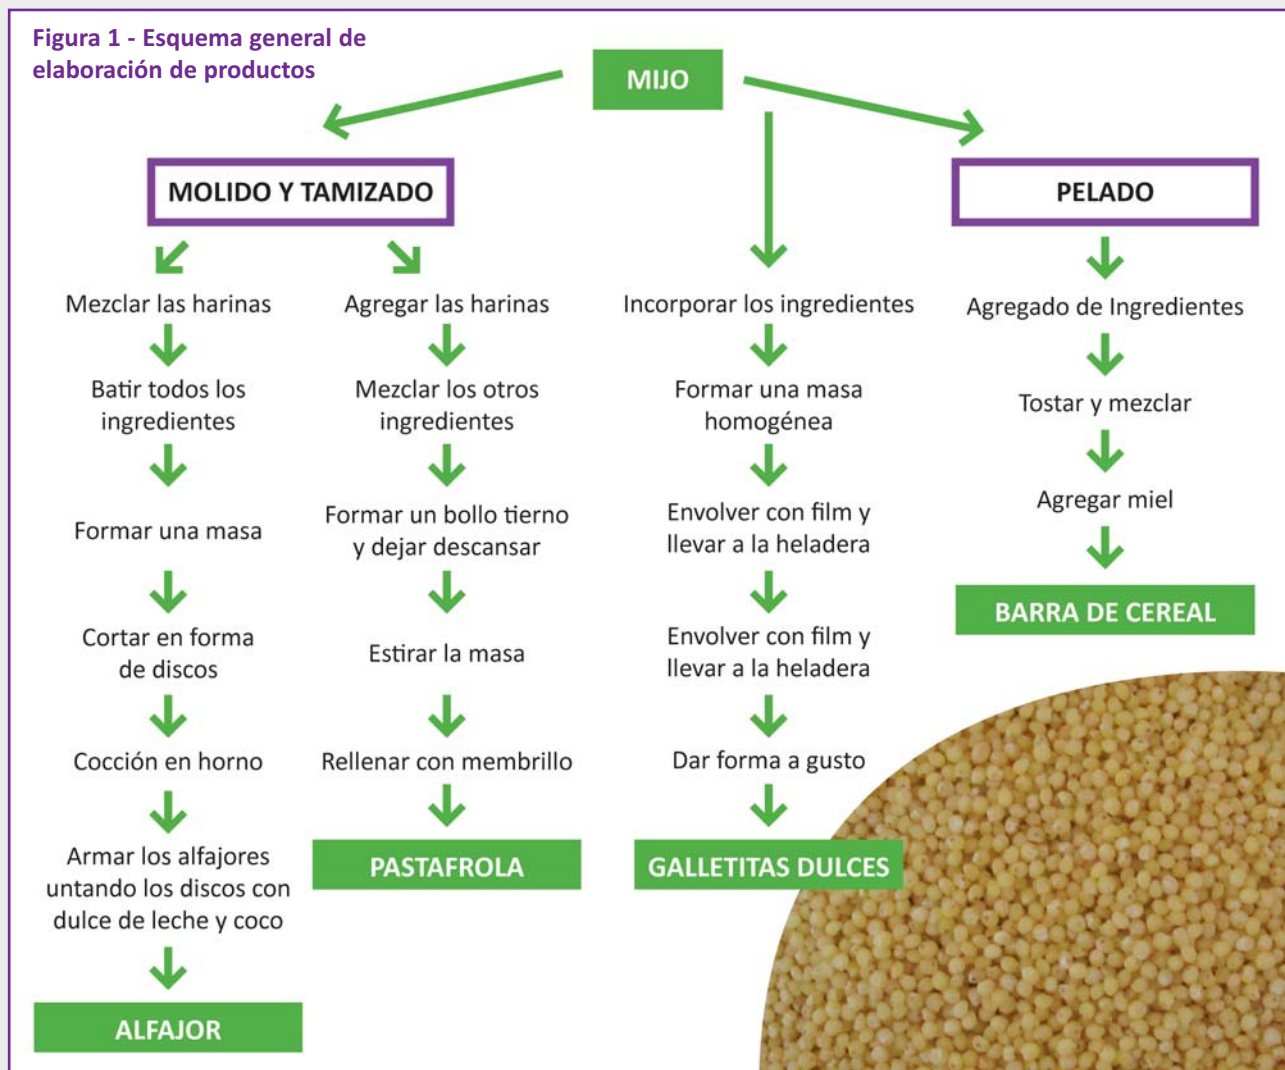 Figura 1 - Esquema general de
elaboración de productos
MIJO
MOLIDO Y TAMIZADO
Mezclar las harinas
Batir todos los
ingredientes
Formar una masa
Cortar en forma
de discos
Cocción en horno
Armar los alfajores
untando los discos con
dulce de leche y coco
ALFAJOR
Agregar las harinas
Mezclar los otros
ingredientes
Formar un bollo tierno
y dejar descansar
Estirar la masa
Rellenar con membrillo
PASTAFROLA
Incorporar los ingredientes
Formar una masa
homogénea
Envolver con film y
llevar a la heladera
Envolver con film y
llevar a la heladera
Dar forma a gusto
GALLETITAS DULCES
PELADO
Agregado de Ingredientes
Tostar y mezclar
Agregar miel
BARRA DE CEREAL